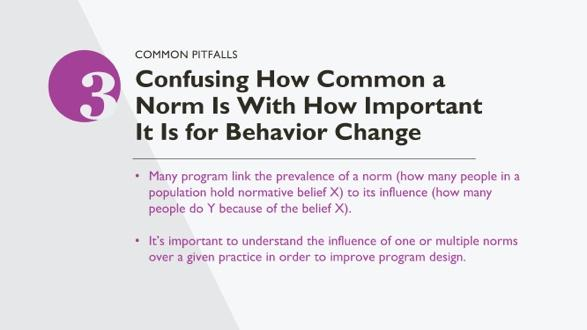 COMMON PITFALLS
3
Confusing How Common a
Norm Is With How Important
It Is for Behavior Change
• Many program link the prevalence of a norm (how many people in a
population hold normative belief X) to its influence (how many
people do Y because of the belief X).
• It's important to understand the influence of one or multiple norms
over a given practice in order to improve program design.